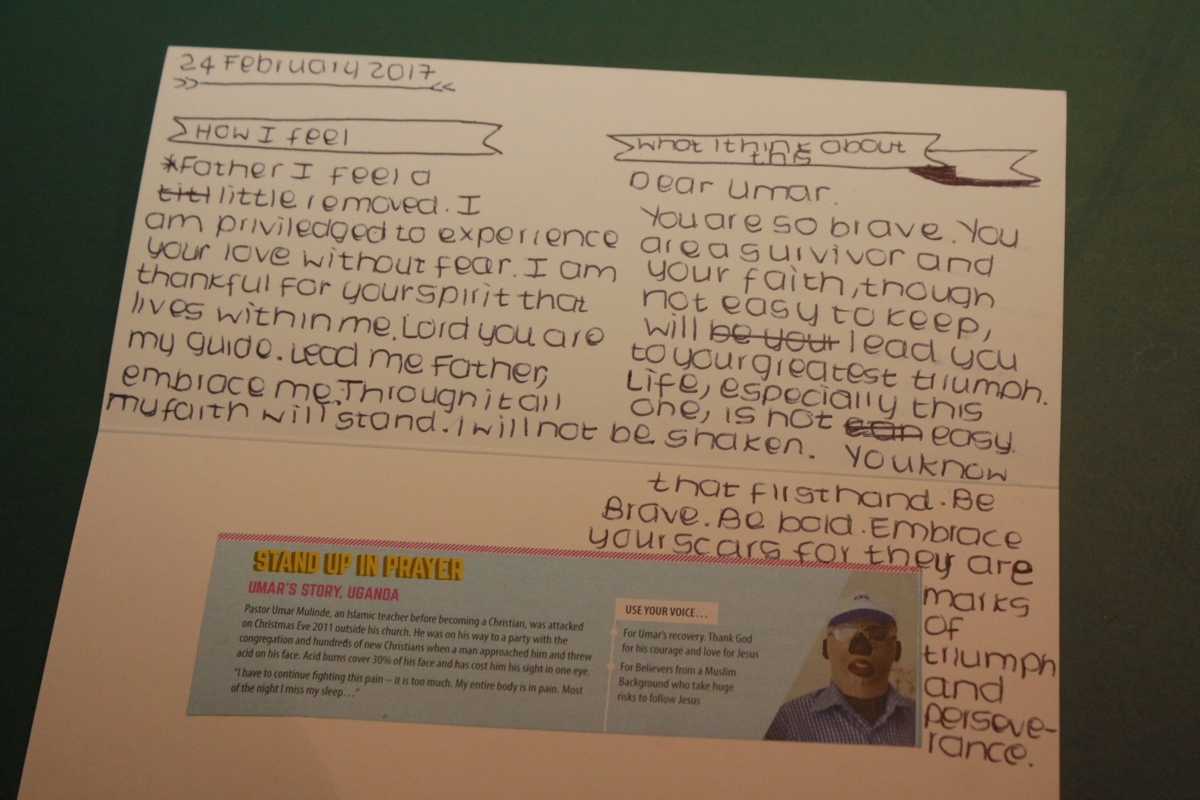 24 February 2017
How I feel
*Father I feel a
little removed. I
am priviledged to experience
your love without fear. I am
thankful for your spirit that
lives within me. Lord you are
my guide. Lead me Father,
embrace me. Through it all
my faith will stand. I will not be shaken.
What I think about
this
Dear Umar.
You are so brave. You
are a survivor and
your faith, though
not easy to keep,
will be your lead you
to your greatest triumph.
Life, especially this
one, is not ean easy.
You know
that firsthand. Be
Brave. Be bold. Embrace
your scars for they are
marks
of
triumph
and
perseve-
rance.
STAND UP IN PRAYER
UMAR'S STORY, UGANDA
Pastor Umar Mulinde, an Islamic teacher before becoming a Christian, was attacked
on Christmas Eve 2011 outside his church. He was on his way to a party with the
congregation and hundreds of new Christians when a man approached him and threw
acid on his face. Acid burns cover 30% of his face and has cost him his sight in one eye.
"I have to continue fighting this pain – it is too much. My entire body is in pain. Most
of the night I miss my sleep…"
USE YOUR VOICE…
For Umar's recovery. Thank God
for his courage and love for Jesus
For Believers from a Muslim
Background who take huge
risks to follow Jesus